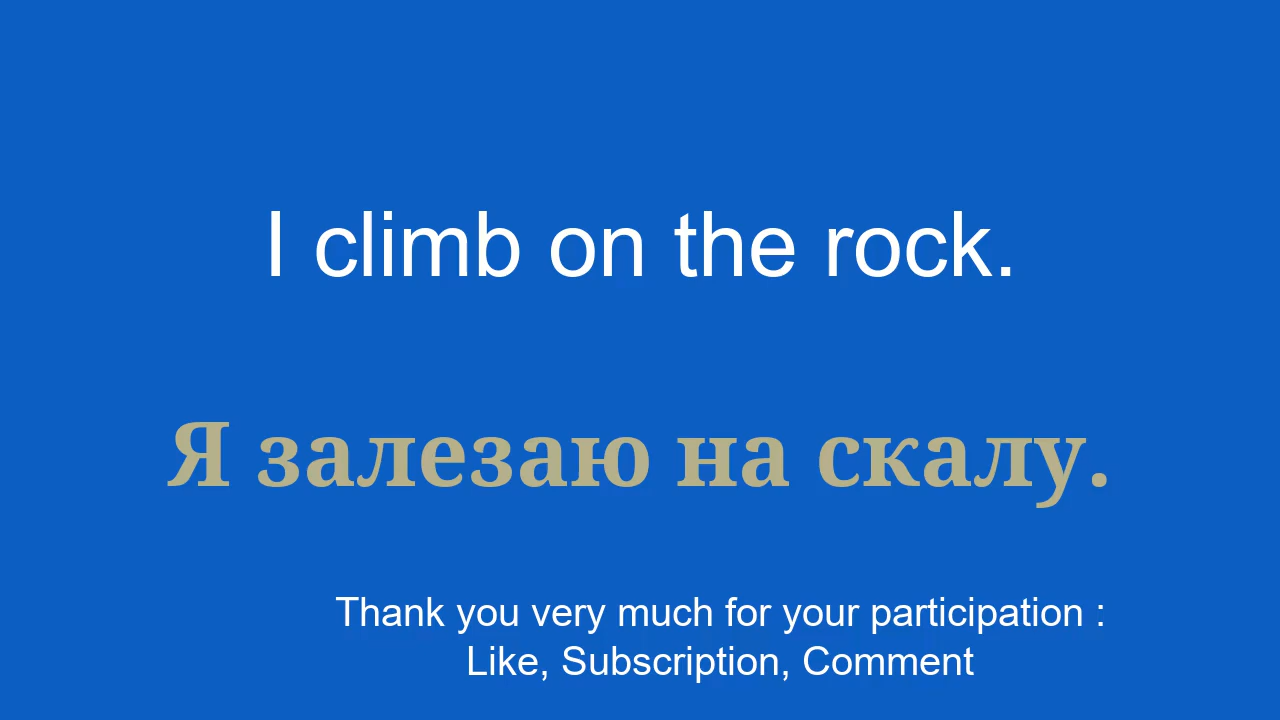 I climb on the rock.
Я залезаю на скалу.
Thank you very much for your participation :
Like, Subscription, Comment